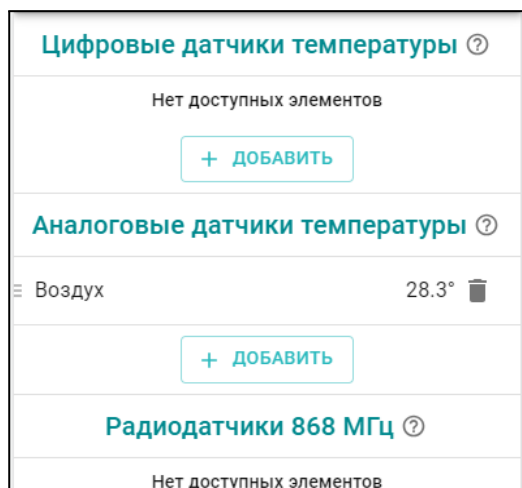 Цифровые датчики температуры ?
Нет доступных элементов
+ ДОБАВИТЬ
Аналоговые датчики температуры ?
Воздух 28.3°
+ ДОБАВИТЬ
Радиодатчики 868 МГц ?
Нет доступных элементов